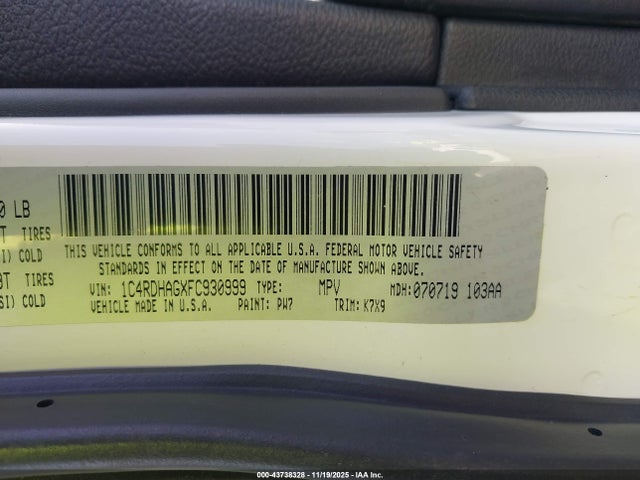 0 LB
T TIRES
I) COLD
T TIRES
SI) COLD
THIS VEHICLE CONFORMS TO ALL APPLICABLE U.S.A. FEDERAL MOTOR VEHICLE SAFETY
STANDARDS IN EFFECT ON THE DATE OF MANUFACTURE SHOWN ABOVE.
VIN: 1C4RDHAGXFC930999 TYPE: MPV MDH:070719 103AA
VEHICLE MADE IN U.S.A. PAINT: PW7 TRIM: K7X9
000-43738328 - 11/19/2025 - IAA Inc.